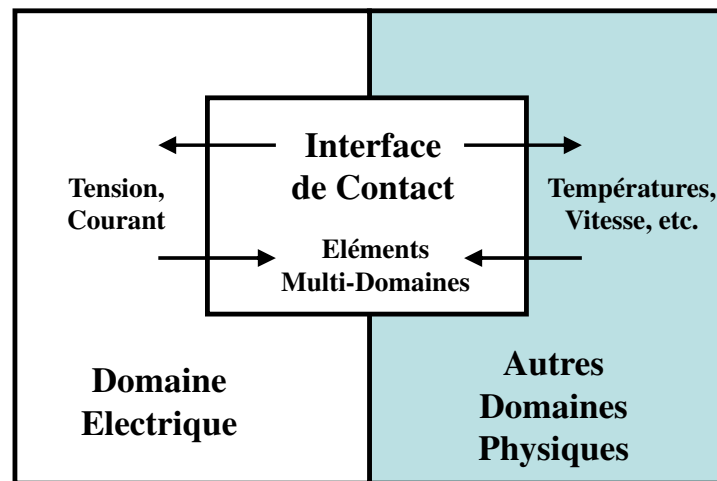 Interface
de Contact
Tension,
Courant
Températures,
Vitesse, etc.
Eléments
Multi-Domaines
Domaine
Electrique
Autres
Domaines
Physiques